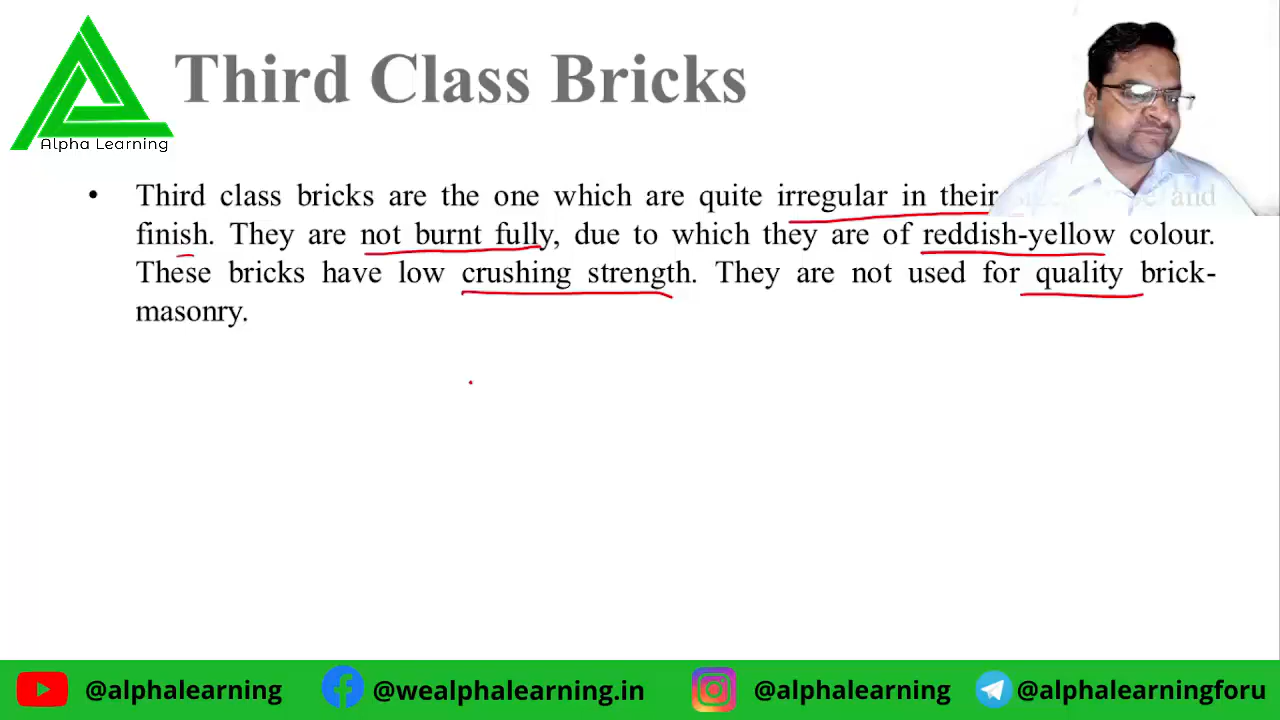 Third Class Bricks
Alpha Learning
• Third class bricks are the one which are quite irregular in their and
finish. They are not burnt fully, due to which they are of reddish-yellow colour.
These bricks have low crushing strength. They are not used for quality brick-
masonry.
@alphalearning @wealphalearning.in @alphalearning @alphalearningforu